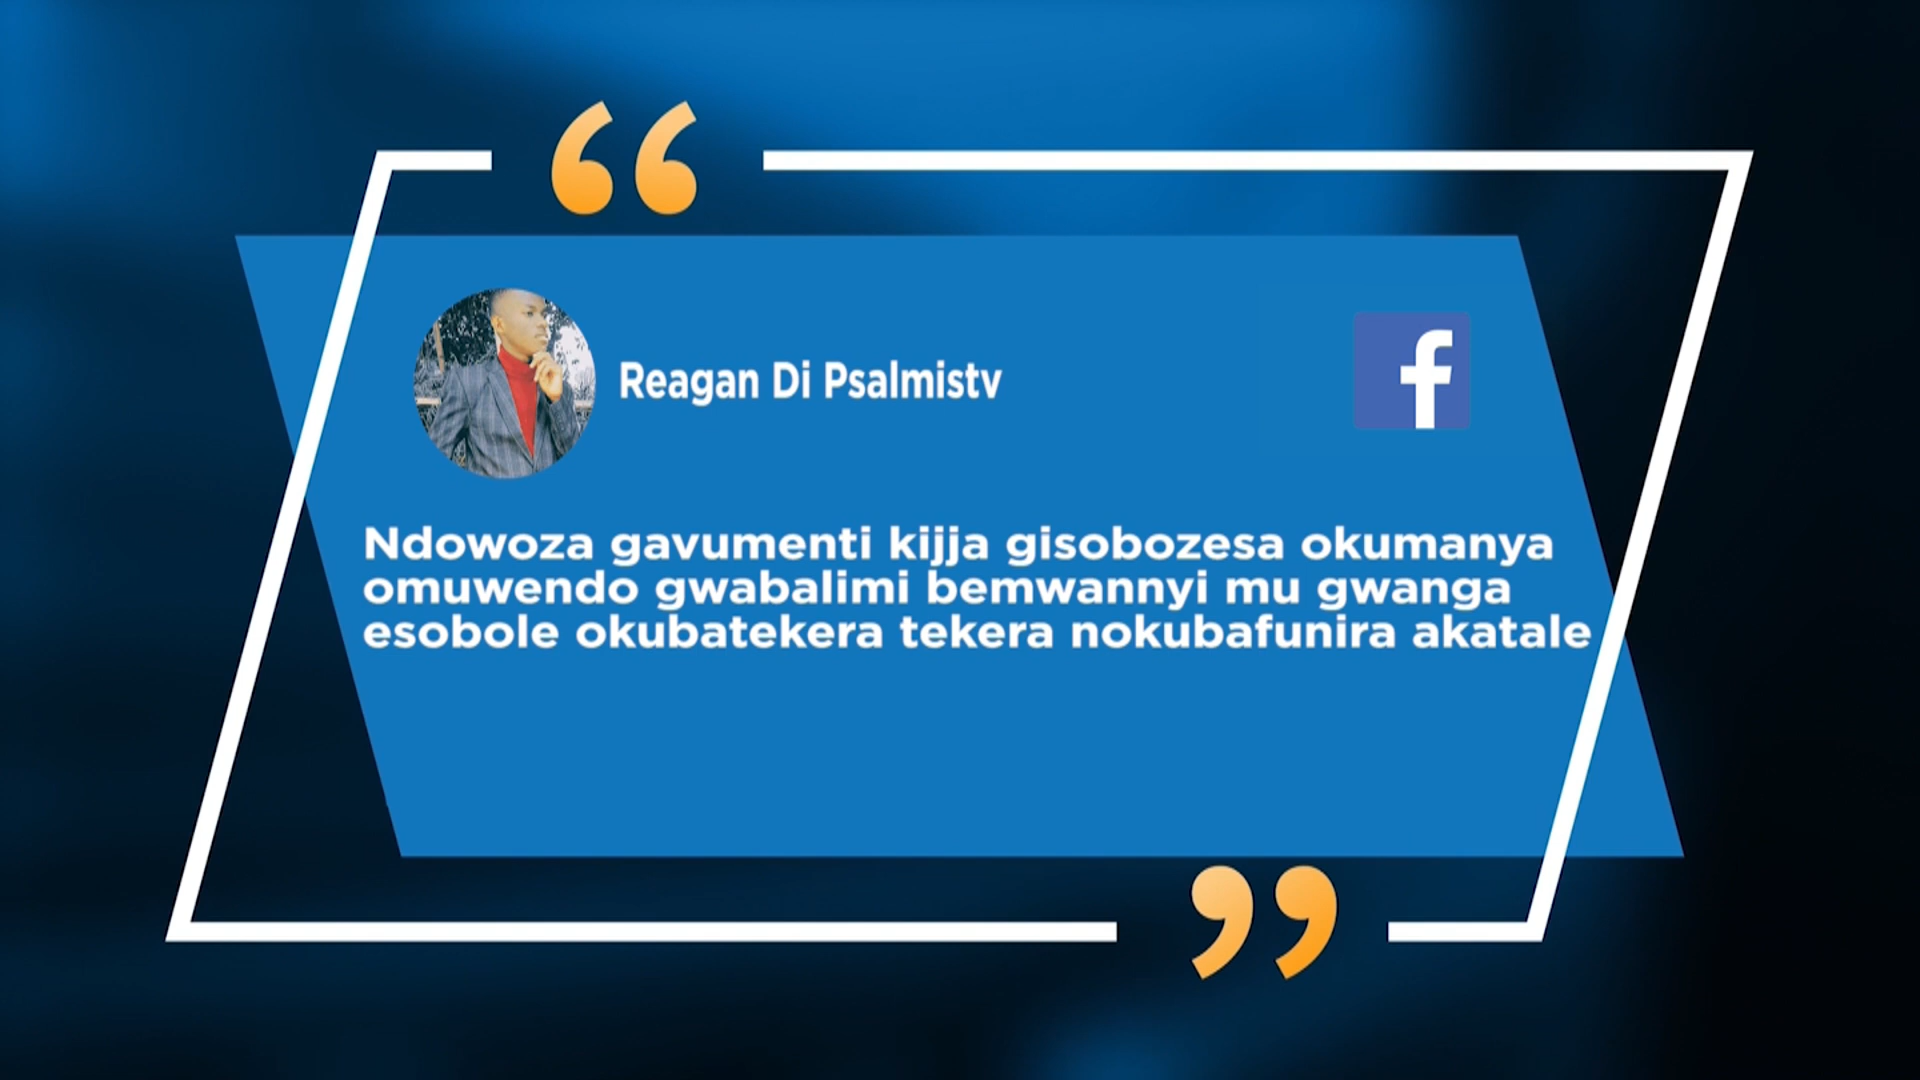 Reagan Di Psalmistv
Ndowoza gavumenti kijja gisobozesa okumanya
omuwendo gwabalimi bemwannyi mu gwanga
esobole okubatekera tekera nokubafunira akatale